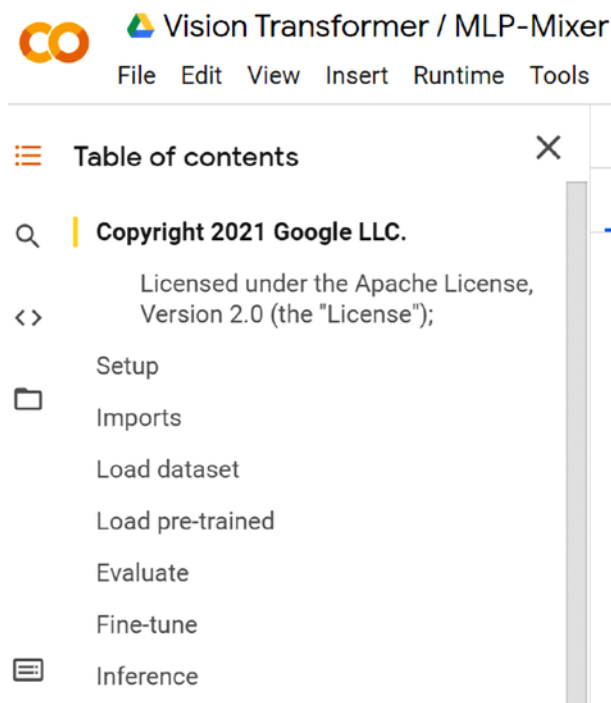 CO
Vision Transformer / MLP-Mixer
File Edit View Insert Runtime Tools
Table of contents
Copyright 2021 Google LLC.
Licensed under the Apache License,
Version 2.0 (the "License");
Setup
Imports
Load dataset
Load pre-trained
Evaluate
Fine-tune
Inference